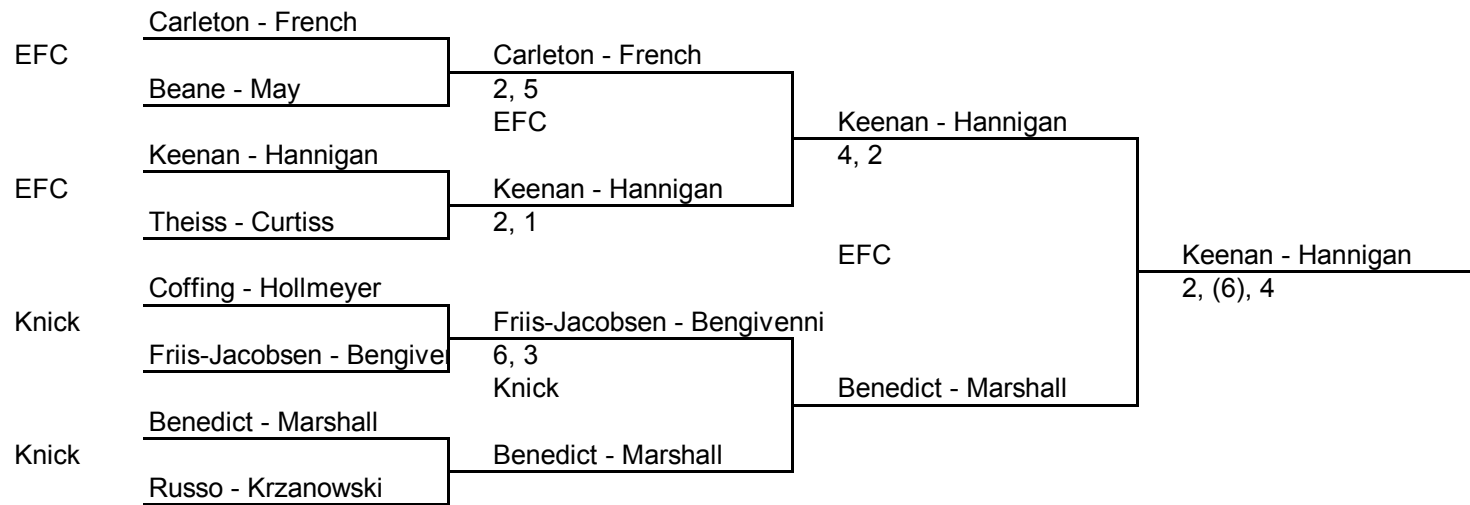 Carleton - French
EFC
Carleton - French
Beane - May
2, 5
EFC
Keenan - Hannigan
Keenan - Hannigan
4, 2
EFC
Keenan - Hannigan
Theiss - Curtiss
2, 1
EFC
Keenan - Hannigan
Coffing - Hollmeyer
2, (6), 4
Knick
Friis-Jacobsen - Bengivenni
Friis-Jacobsen - Bengiven
6, 3
Knick
Benedict - Marshall
Benedict - Marshall
Knick
Benedict - Marshall
Russo - Krzanowski